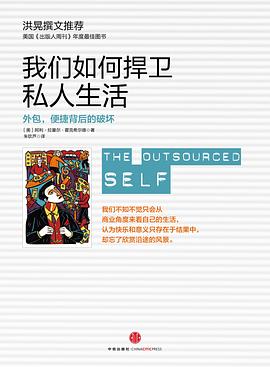 洪晃撰文推荐
美国《出版人周刊》年度最佳图书
我们如何捍卫
私人生活
外包，便捷背后的破坏
［美］阿利·拉塞尔·霍克希尔德◎著
朱钦芦◎译
THE OUTSOURCED
SELF
我们不知不觉只会从
商业角度来看自己的生活，
认为快乐和意义只存在于结果中，
却忘了欣赏沿途的风景。
中信出版社·CHINACITICPRESS